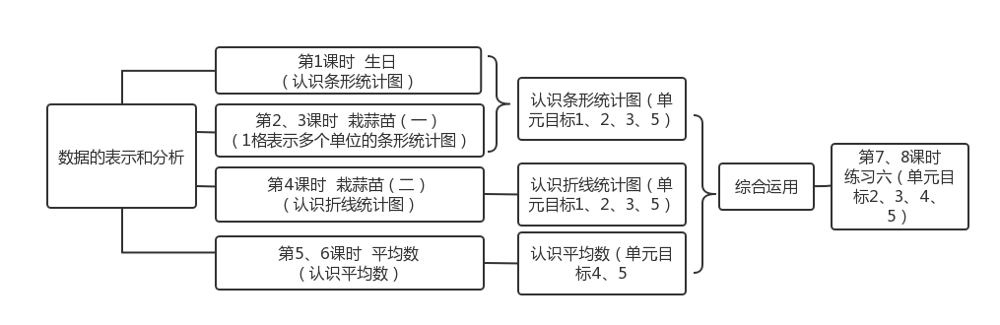 数据的表示和分析
第1课时  生日
（认识条形统计图）
第2、3课时  栽蒜苗（一）
（1格表示多个单位的条形统计图）
第4课时  栽蒜苗（二）
（认识折线统计图）
第5、6课时  平均数
（认识平均数）
认识条形统计图（单
元目标1、2、3、5）
认识折线统计图（单
元目标1、2、3、5）
认识平均数（单元目
标4、5
综合运用
第7、8课时
练习六（单元目
标2、3、4、
5）